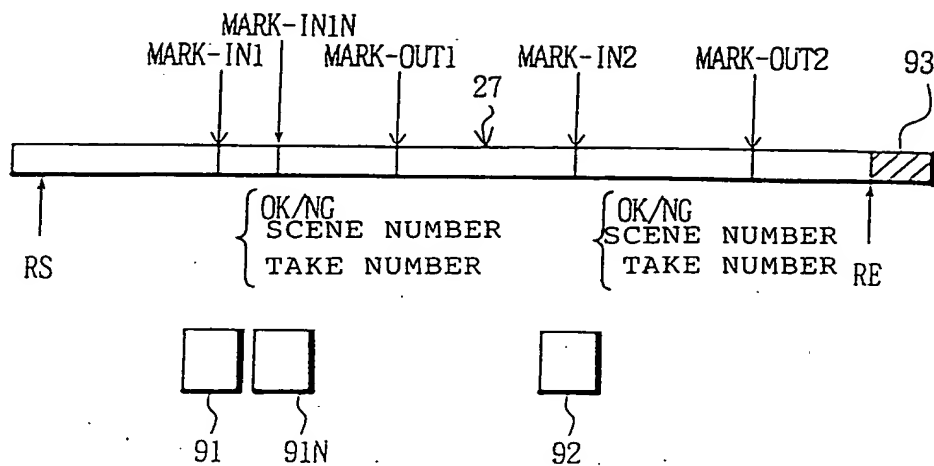 MARK-IN1N
MARK-IN1 MARK-OUT1 27 MARK-IN2 MARK-OUT2 93
OK/NG OK/NG
SCENE NUMBER SCENE NUMBER
TAKE NUMBER TAKE NUMBER
RS RE
91 91N 92